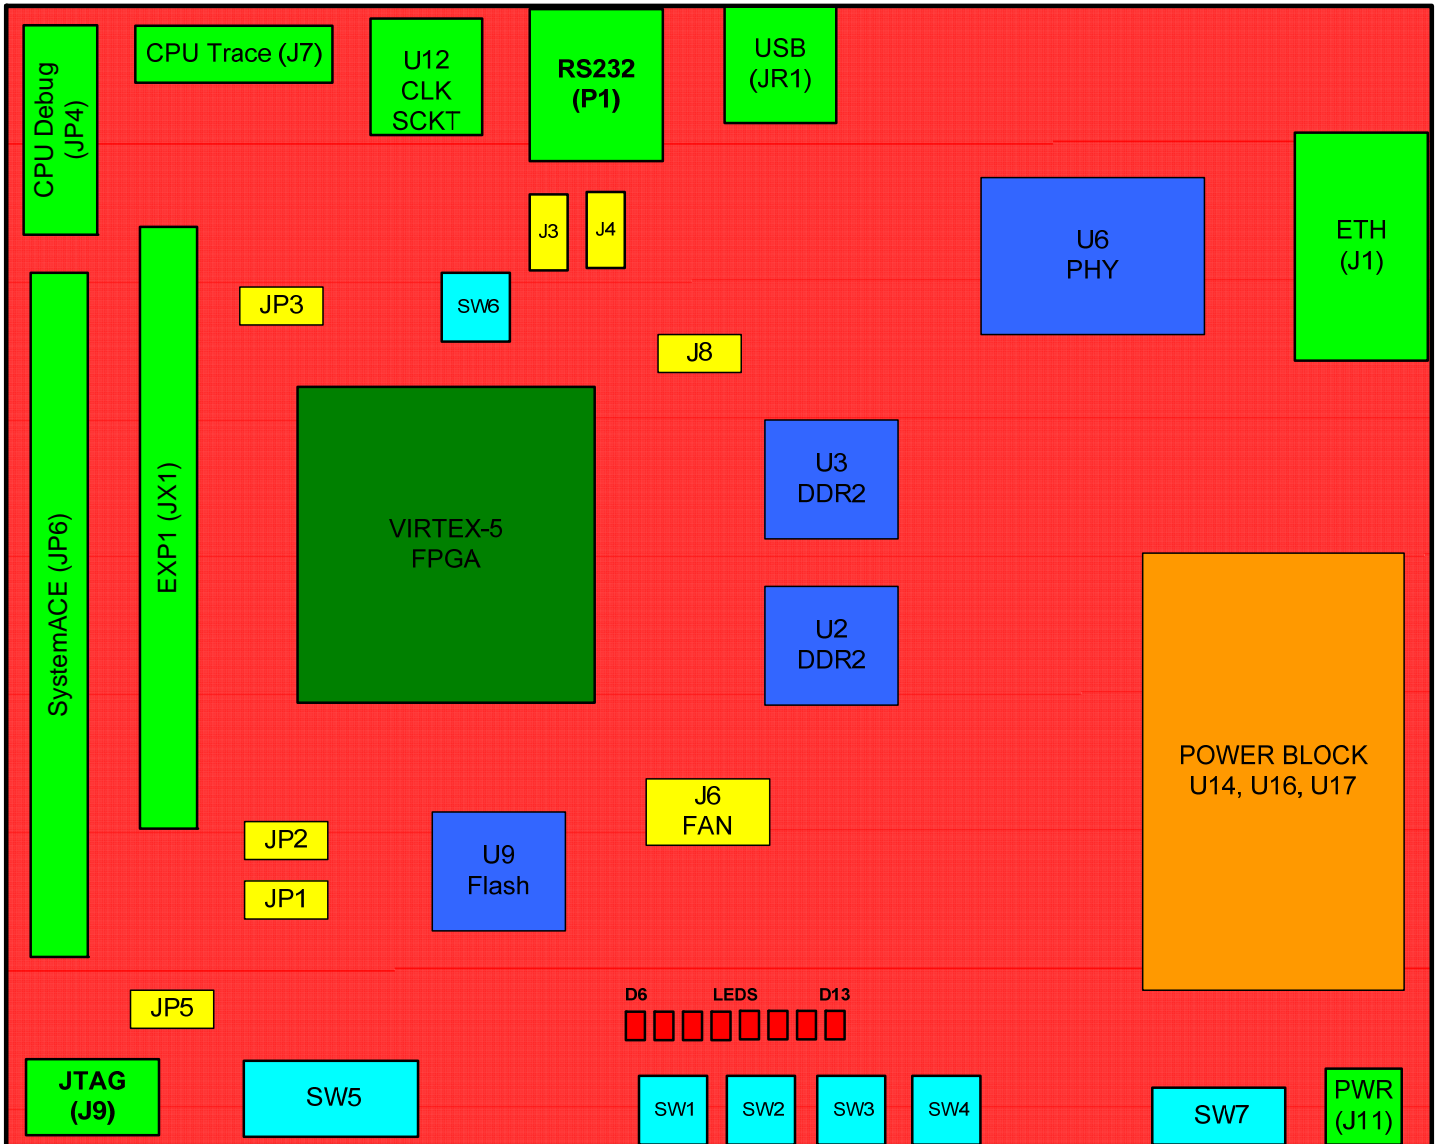 CPU Debug
(JP4)
CPU Trace (J7)
U12
CLK
SCKT
RS232
(P1)
USB
(JR1)
J3
J4
U6
PHY
ETH
(J1)
JP3
SW6
J8
SystemACE (JP6)
EXP1 (JX1)
VIRTEX-5
FPGA
U3
DDR2
U2
DDR2
POWER BLOCK
U14, U16, U17
J6
FAN
JP2
JP1
U9
Flash
JP5
D6
LEDS
D13
JTAG
(J9)
SW5
SW1
SW2
SW3
SW4
SW7
PWR
(J11)